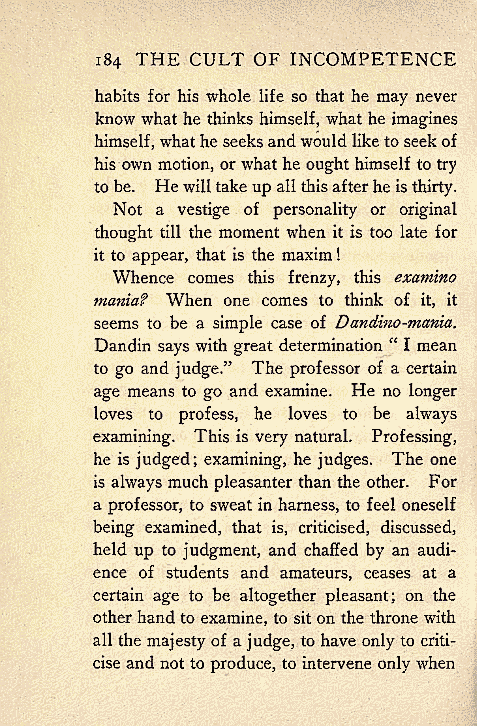 184 THE CULT OF INCOMPETENCE
habits for his whole life so that he may never
know what he thinks himself, what he imagines
himself, what he seeks and would like to seek of
his own motion, or what he ought himself to try
to be. He will take up all this after he is thirty.
Not a vestige of personality or original
thought till the moment when it is too late for
it to appear, that is the maxim!
Whence comes this frenzy, this examino
mania? When one comes to think of it, it
seems to be a simple case of Dandino-mania.
Dandin says with great determination “ I mean
to go and judge.” The professor of a certain
age means to go and examine. He no longer
loves to profess, he loves to be always
examining. This is very natural. Professing,
he is judged; examining, he judges. The one
is always much pleasanter than the other. For
a professor, to sweat in harness, to feel oneself
being examined, that is, criticised, discussed,
held up to judgment, and chaffed by an audi-
ence of students and amateurs, ceases at a
certain age to be altogether pleasant; on the
other hand to examine, to sit on the throne with
all the majesty of a judge, to have only to criti-
cise and not to produce, to intervene only when